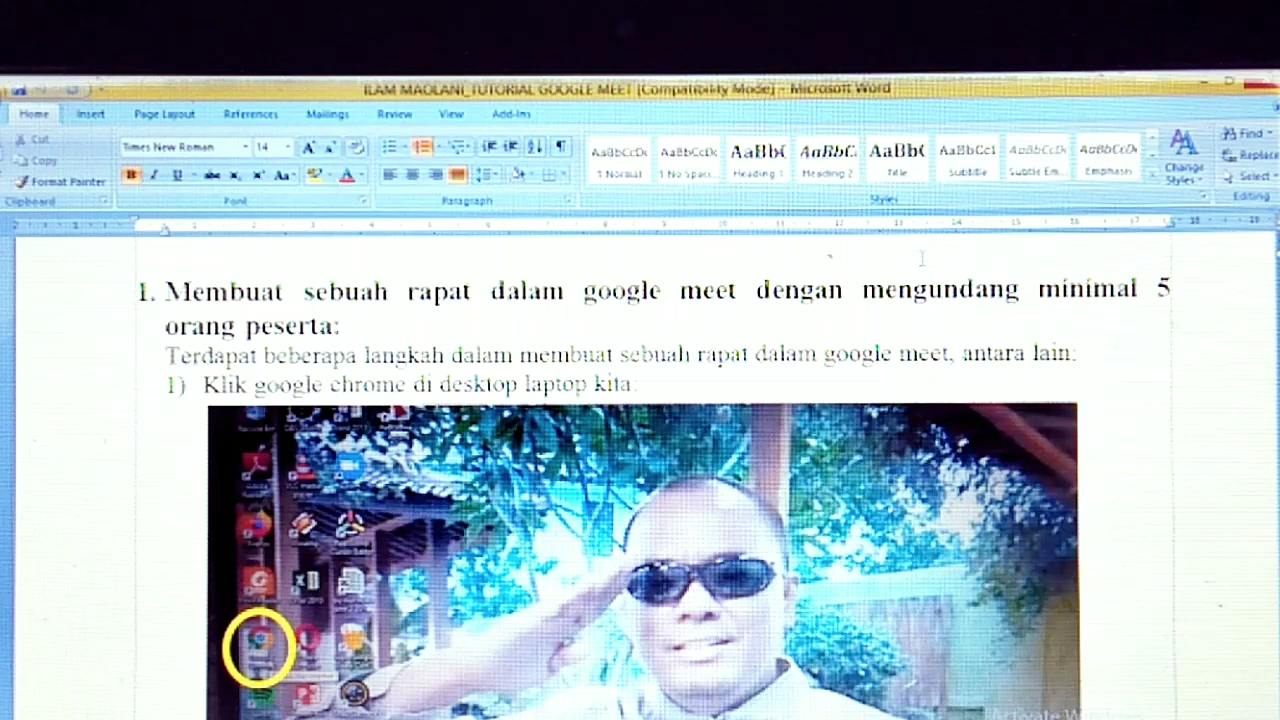 ILAM MAOLANI_TUTORIAL GOOGLE MEET [Compatibility Mode] - Microsoft Word
Home Insert Page Layout References Mailings Review View Add-Ins
Cut
Copy
Format Painter
Clipboard
Times New Roman 14
Font
Paragraph
AaBbCcDc AaBbCcDc AaBbC AaBbC AaBb( AaBbCcI AaBbCcDc AaBbCcDc
1 Normal 1 No Spaci... Heading 1 Heading 2 Title Subtitle Subtle Em... Emphasis
Change Styles
Styles
Find
Replace
Select
Editing
1. Membuat sebuah rapat dalam google meet dengan mengundang minimal 5
orang peserta:
Terdapat beberapa langkah dalam membuat sebuah rapat dalam google meet, antara lain:
1) Klik google chrome di desktop laptop kita: